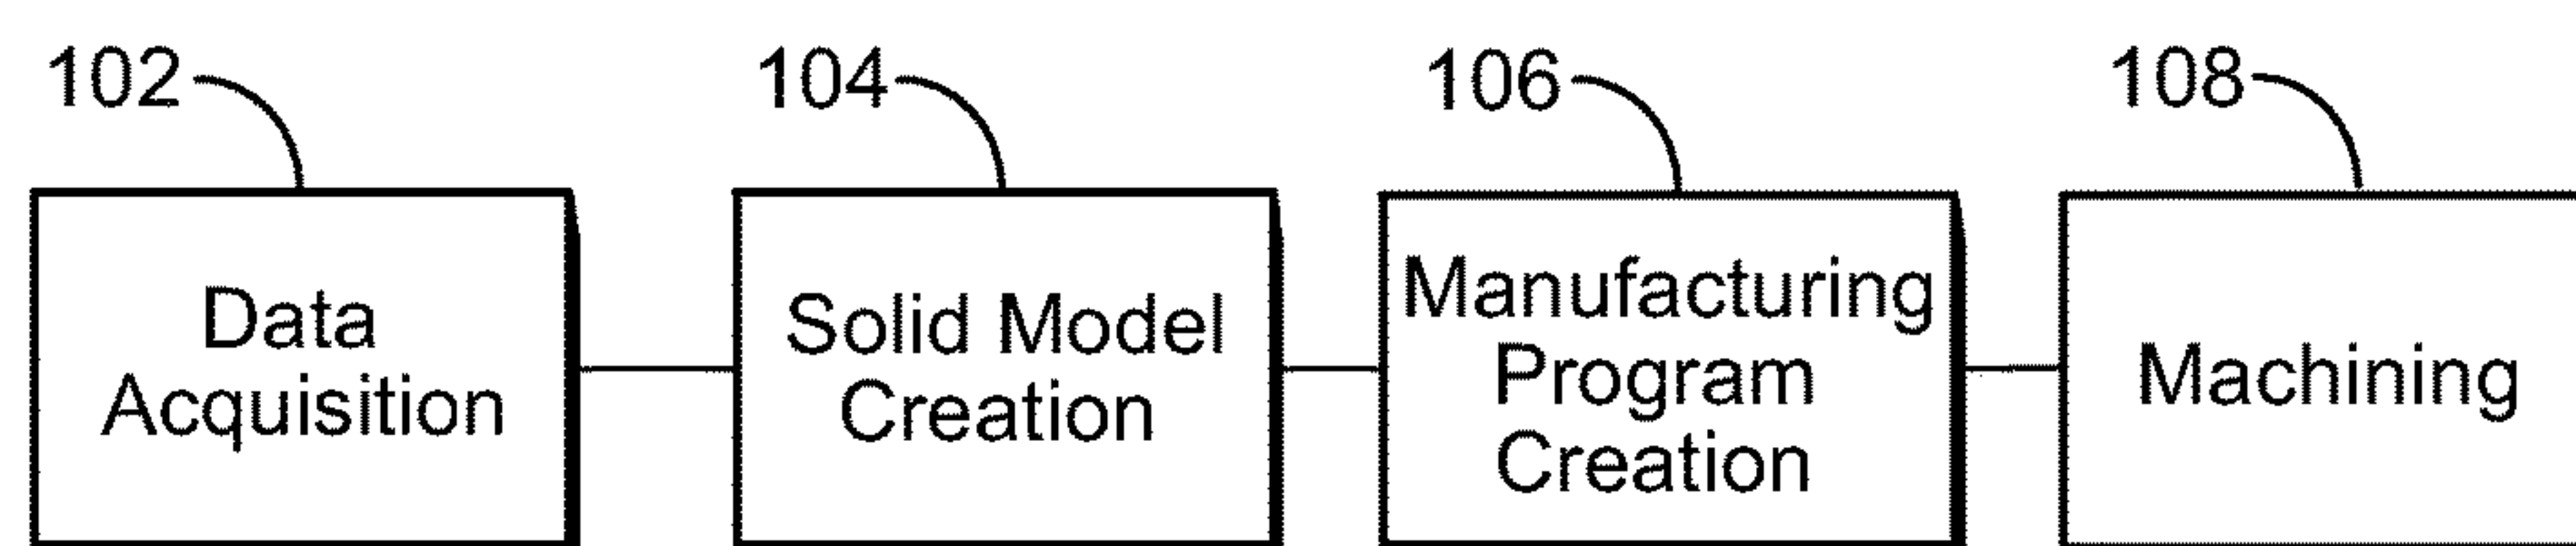 102
104
106
108
Data
Acquisition
Solid Model
Creation
Manufacturing
Program
Creation
Machining